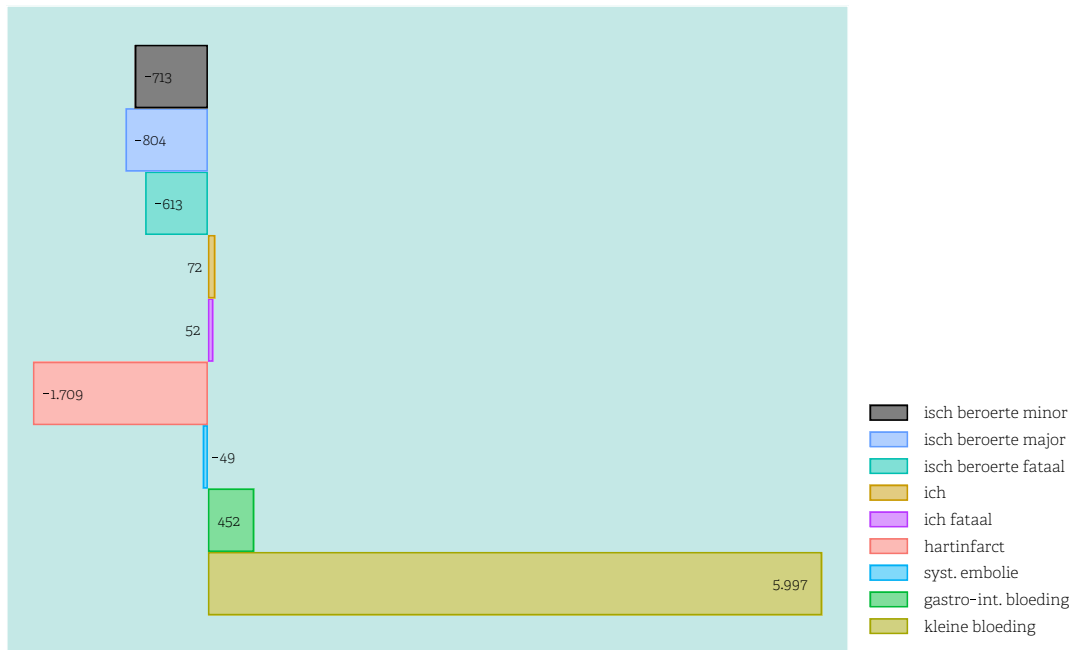 -713
-804
-613
72
52
-1.709
-49
452
5.997
isch beroerte minor
isch beroerte major
isch beroerte fataal
ich
ich fataal
hartinfarct
syst. embolie
gastro-int. bloeding
kleine bloeding